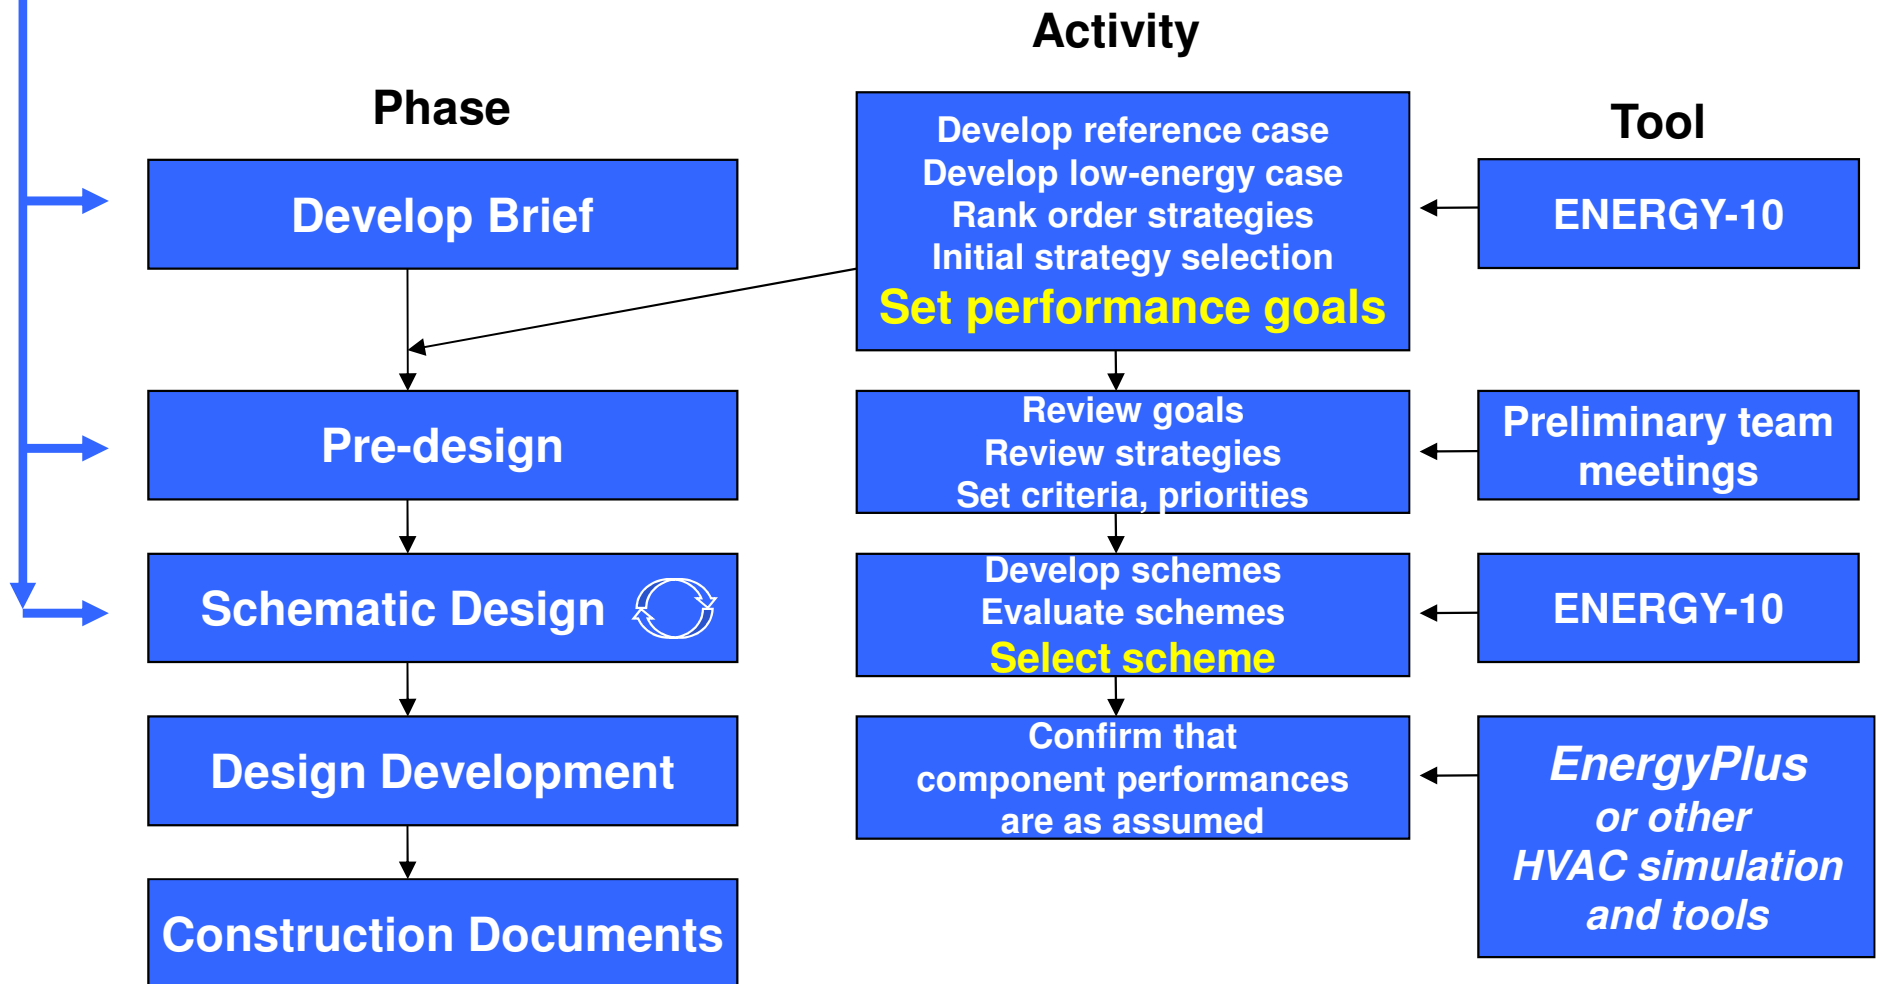 Activity
Phase
Tool
Develop Brief
Develop reference case
Develop low-energy case
Rank order strategies
Initial strategy selection
Set performance goals
ENERGY-10
Pre-design
Review goals
Review strategies
Set criteria, priorities
Preliminary team
meetings
Schematic Design
Develop schemes
Evaluate schemes
Select scheme
ENERGY-10
Design Development
Confirm that
component performances
are as assumed
EnergyPlus
or other
HVAC simulation
and tools
Construction Documents